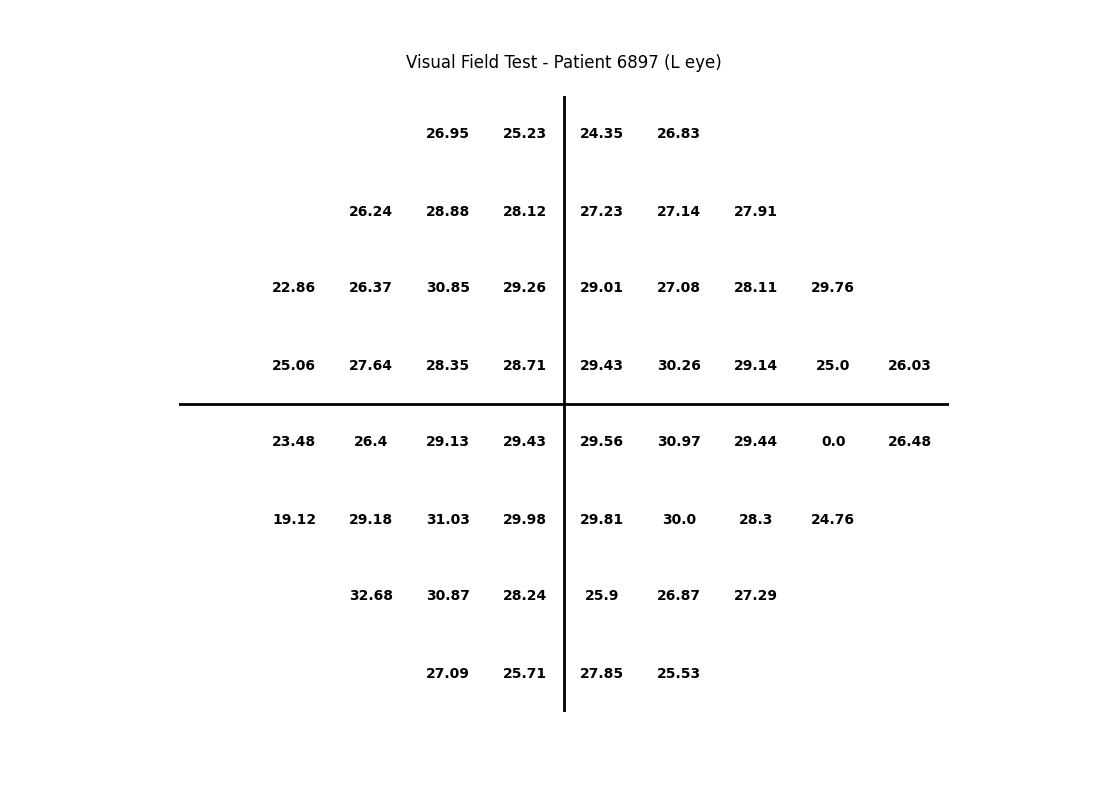 Visual Field Test - Patient 6897 (L eye)
26.95 25.23 24.35 26.83
26.24 28.88 28.12 27.23 27.14 27.91
22.86 26.37 30.85 29.26 29.01 27.08 28.11 29.76
25.06 27.64 28.35 28.71 29.43 30.26 29.14 25.0 26.03
23.48 26.4 29.13 29.43 29.56 30.97 29.44 0.0 26.48
19.12 29.18 31.03 29.98 29.81 30.0 28.3 24.76
32.68 30.87 28.24 25.9 26.87 27.29
27.09 25.71 27.85 25.53